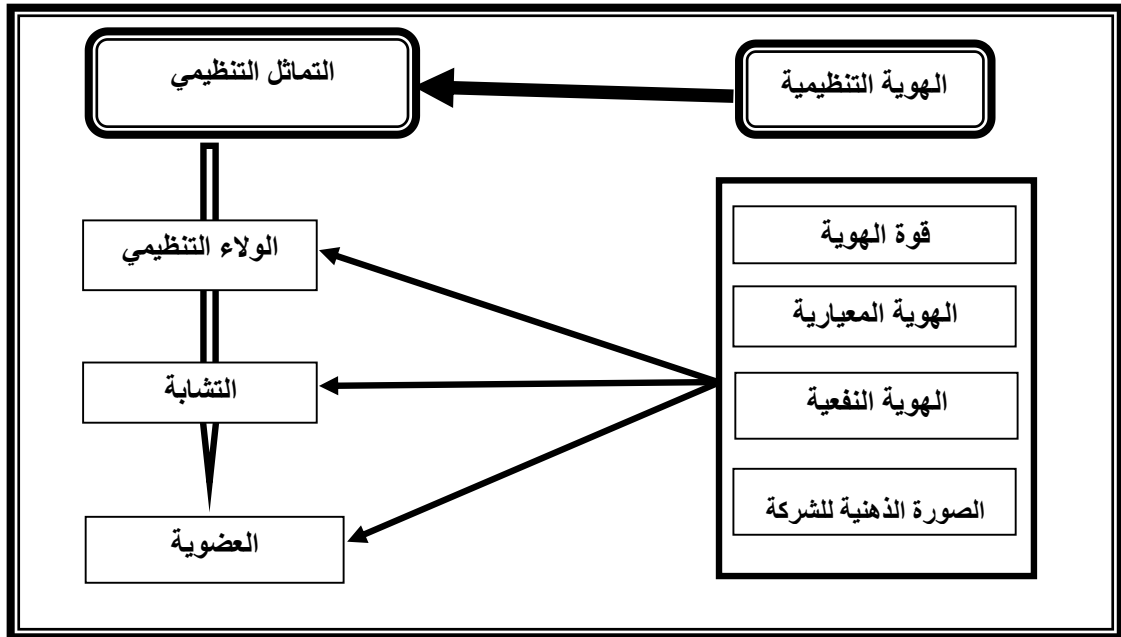 الهوية التنظيمية
التماثل التنظيمي
قوة الهوية
الهوية المعيارية
الهوية النفعية
الصورة الذهنية للشركة
الولاء التنظيمي
التشابة
العضوية